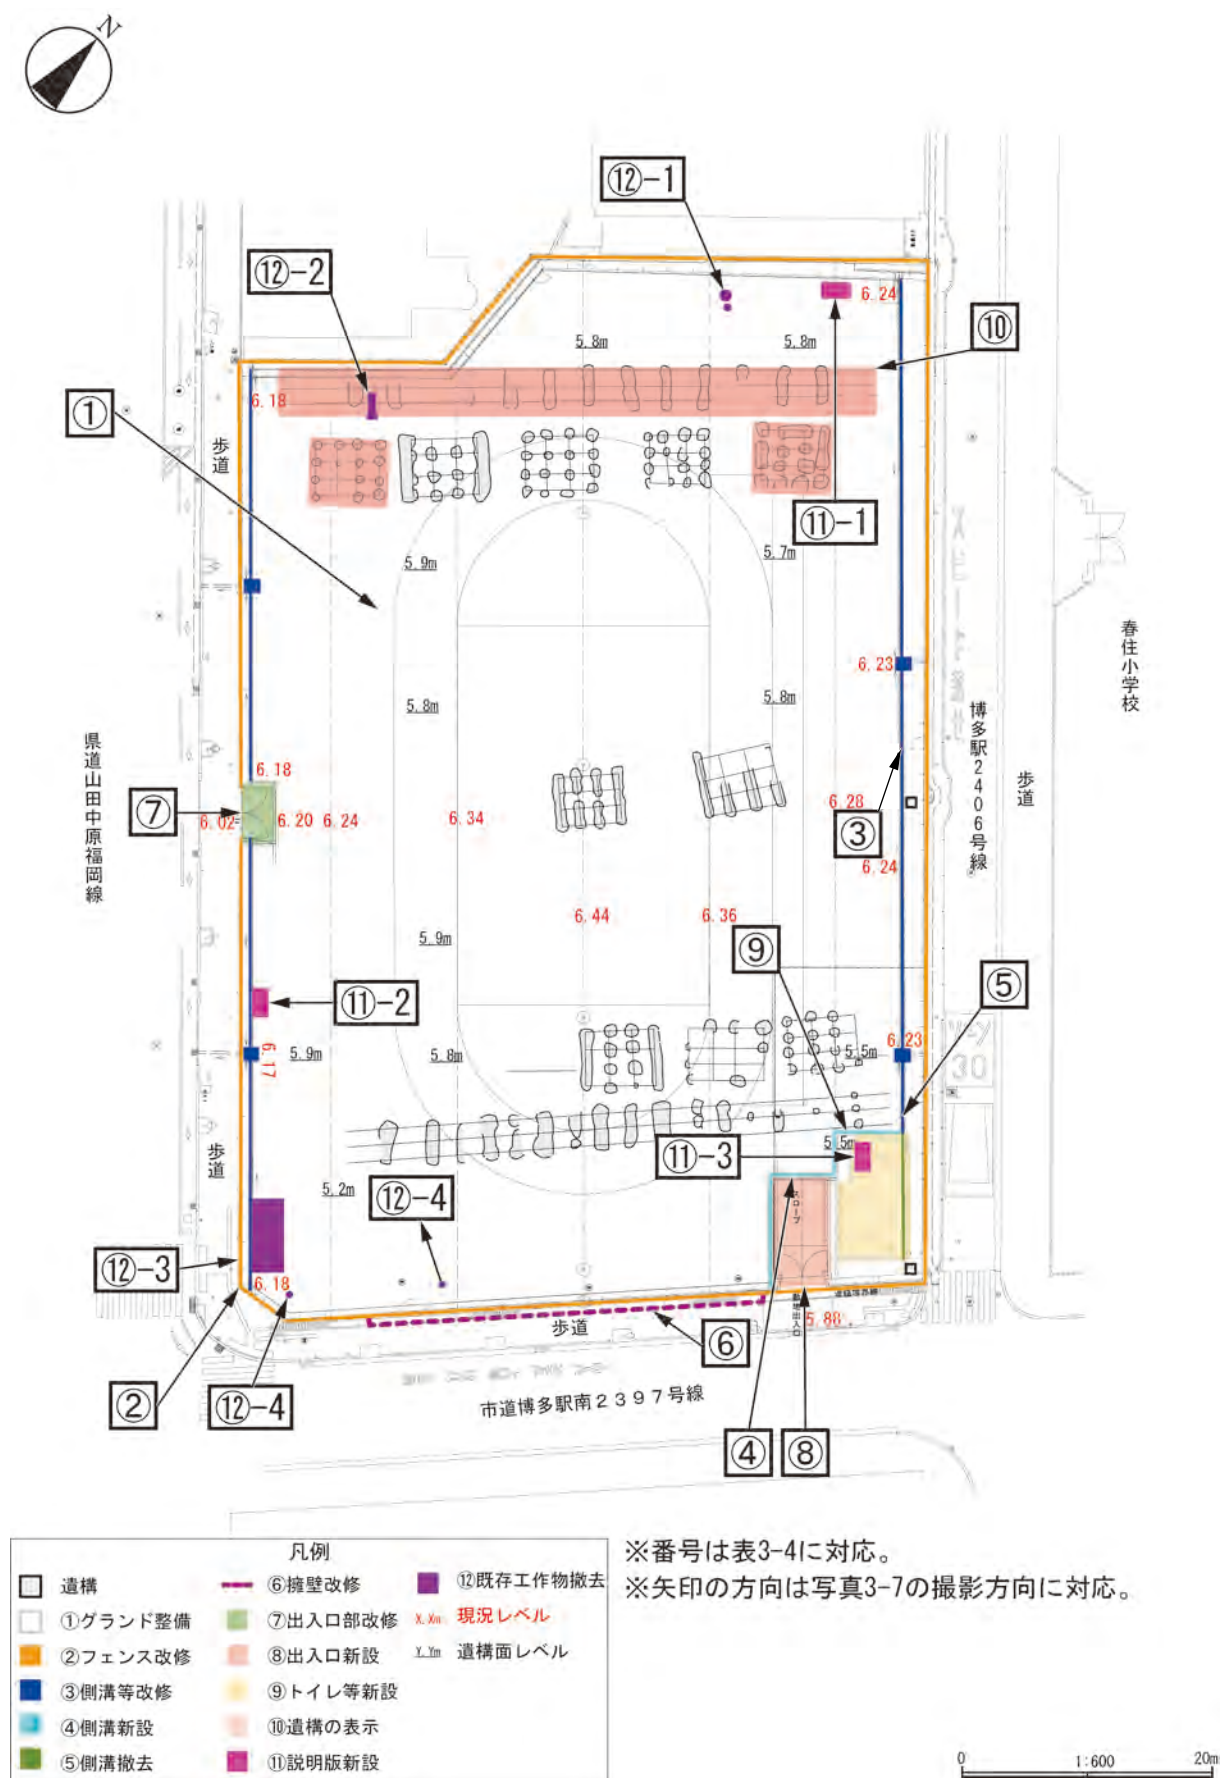 N
⑫-1
⑫-2
6.24
⑩
5.8m
5.8m
①
6.18
歩道
⑪-1
5.9m
5.7m
春住小学校
6.23
5.8m
5.8m
博多駅2406号線
県道山田中原福岡線
歩道
6.18
⑦
6.02
6.20
6.24
6.34
6.28
③
6.24
6.44
6.36
5.9m
⑨
⑤
⑪-2
6.17
5.9m
5.8m
5.5m
6.23
ソーン
30
歩道
5.5m
⑪-3
5.2m
⑫-4
スロープ
⑫-3
6.18
敷地出入口
5.88
歩道
⑥
②
⑫-4
市道博多駅南2397号線
④
⑧
凡例
遺構
⑥擁壁改修
⑫既存工作物撤去
①グランド整備
⑦出入口部改修
X.Xm 現況レベル
②フェンス改修
⑧出入口新設
Y.Ym 遺構面レベル
③側溝等改修
⑨トイレ等新設
④側溝新設
⑩遺構の表示
⑤側溝撤去
⑪説明版新設
※番号は表3-4に対応。
※矢印の方向は写真3-7の撮影方向に対応。
0 1:600 20m